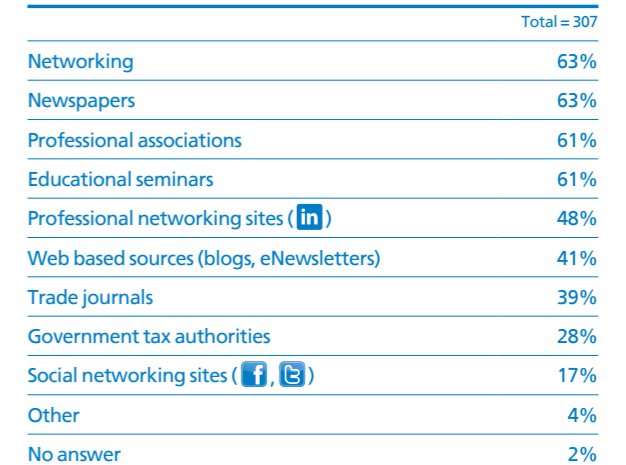 Total = 307
Networking 63%
Newspapers 63%
Professional associations 61%
Educational seminars 61%
Professional networking sites ( in ) 48%
Web based sources (blogs, eNewsletters) 41%
Trade journals 39%
Government tax authorities 28%
Social networking sites ( f , t ) 17%
Other 4%
No answer 2%